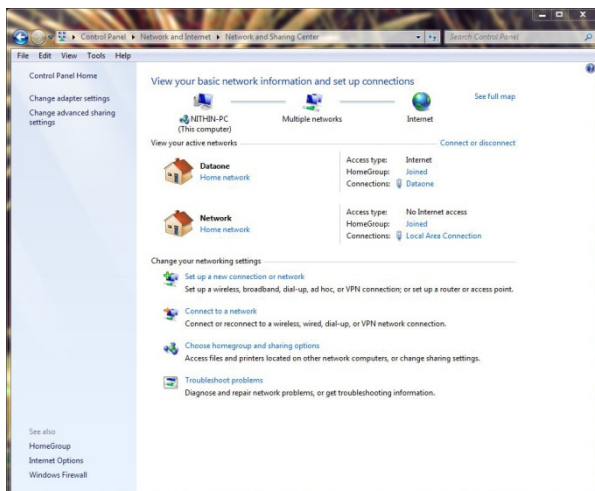 Control Panel ▸ Network and Internet ▸ Network and Sharing Center
Search Control Panel
File Edit View Tools Help
Control Panel Home
Change adapter settings
Change advanced sharing
settings
See also
HomeGroup
Internet Options
Windows Firewall
View your basic network information and set up connections
See full map
NITHIN-PC
(This computer)
Multiple networks
Internet
View your active networks
Connect or disconnect
Dataone
Home network
Access type: Internet
HomeGroup: Joined
Connections: Dataone
Network
Home network
Access type: No Internet access
HomeGroup: Joined
Connections: Local Area Connection
Change your networking settings
Set up a new connection or network
Set up a wireless, broadband, dial-up, ad hoc, or VPN connection; or set up a router or access point.
Connect to a network
Connect or reconnect to a wireless, wired, dial-up, or VPN network connection.
Choose homegroup and sharing options
Access files and printers located on other network computers, or change sharing settings.
Troubleshoot problems
Diagnose and repair network problems, or get troubleshooting information.